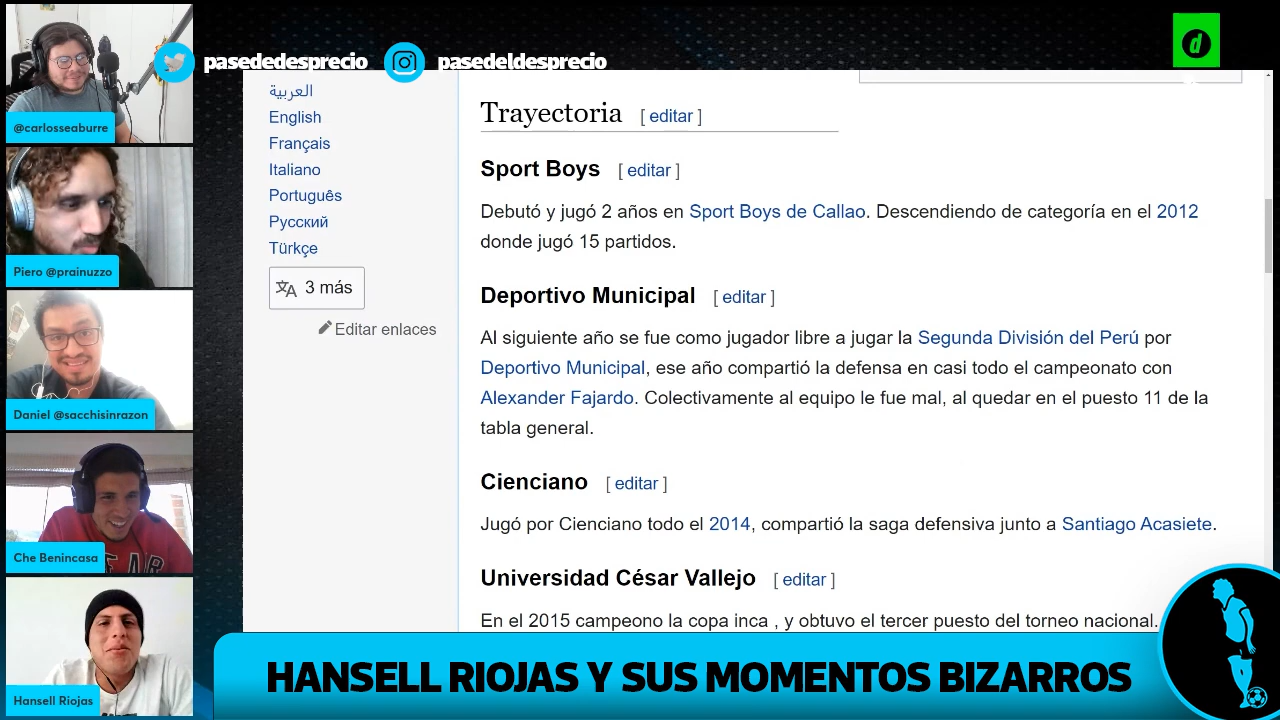 @carlosseaburre
Piero @prainuzzo
Daniel @sacchisinrazon
Che Benincasa
Hansell Riojas
pasededesprecio
pasedeldesprecio
d
العربية
English
Français
Italiano
Português
Русский
Türkçe
3 más
Editar enlaces
Trayectoria [ editar ]
Sport Boys [ editar ]
Debutó y jugó 2 años en Sport Boys de Callao. Descendiendo de categoría en el 2012
donde jugó 15 partidos.
Deportivo Municipal [ editar ]
Al siguiente año se fue como jugador libre a jugar la Segunda División del Perú por
Deportivo Municipal, ese año compartió la defensa en casi todo el campeonato con
Alexander Fajardo. Colectivamente al equipo le fue mal, al quedar en el puesto 11 de la
tabla general.
Cienciano [ editar ]
Jugó por Cienciano todo el 2014, compartió la saga defensiva junto a Santiago Acasiete.
Universidad César Vallejo [ editar ]
En el 2015 campeono la copa inca , y obtuvo el tercer puesto del torneo nacional.
HANSELL RIOJAS Y SUS MOMENTOS BIZARROS